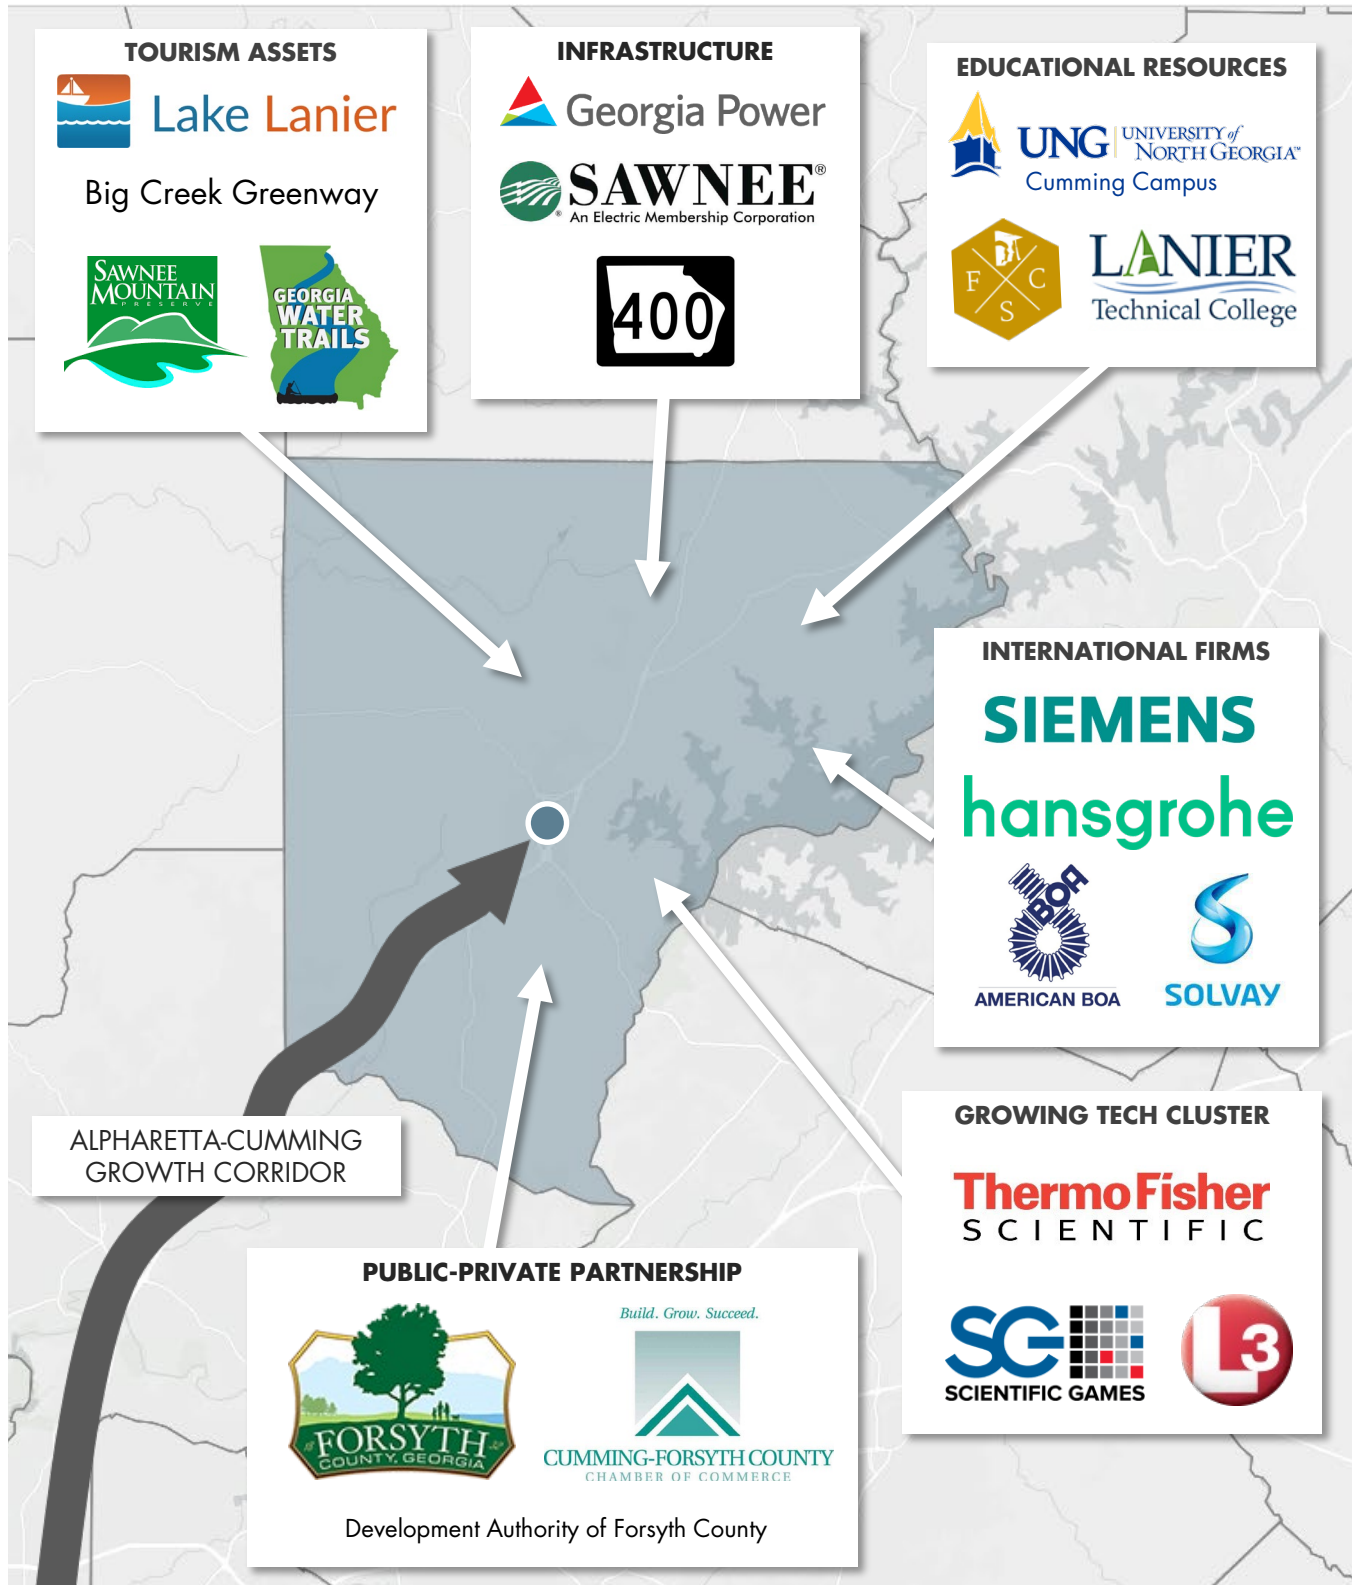 TOURISM ASSETS
Lake Lanier
Big Creek Greenway
SAWNEE
MOUNTAIN
PRESERVE
GEORGIA
WATER
TRAILS
INFRASTRUCTURE
Georgia Power
SAWNEE®
An Electric Membership Corporation
400
EDUCATIONAL RESOURCES
UNG UNIVERSITY of
NORTH GEORGIA™
Cumming Campus
F C
S
LANIER
Technical College
INTERNATIONAL FIRMS
SIEMENS
hansgrohe
BOA
AMERICAN BOA
SOLVAY
ALPHARETTA-CUMMING
GROWTH CORRIDOR
GROWING TECH CLUSTER
ThermoFisher
SCIENTIFIC
SG
SCIENTIFIC GAMES
L3
PUBLIC-PRIVATE PARTNERSHIP
FORSYTH
COUNTY, GEORGIA
Build. Grow. Succeed.
CUMMING-FORSYTH COUNTY
CHAMBER OF COMMERCE
Development Authority of Forsyth County